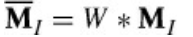 M̅_I = W ∗ M_I